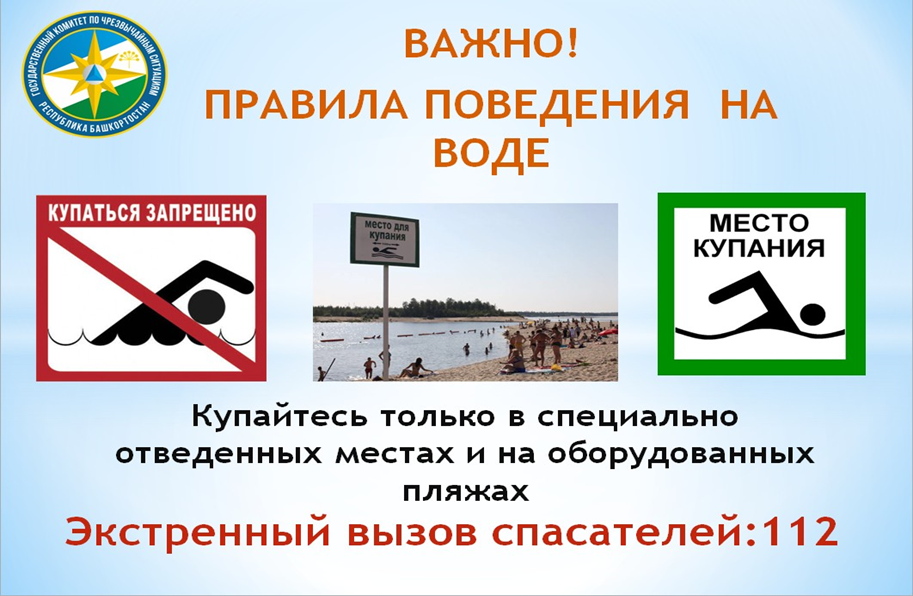 ГОСУДАРСТВЕННЫЙ КОМИТЕТ ПО ЧРЕЗВЫЧАЙНЫМ СИТУАЦИЯМ
РЕСПУБЛИКА БАШКОРТОСТАН
ВАЖНО!
ПРАВИЛА ПОВЕДЕНИЯ НА
ВОДЕ
КУПАТЬСЯ ЗАПРЕЩЕНО
место для
купания
МЕСТО
КУПАНИЯ
Купайтесь только в специально
отведенных местах и на оборудованных
пляжах
Экстренный вызов спасателей:112